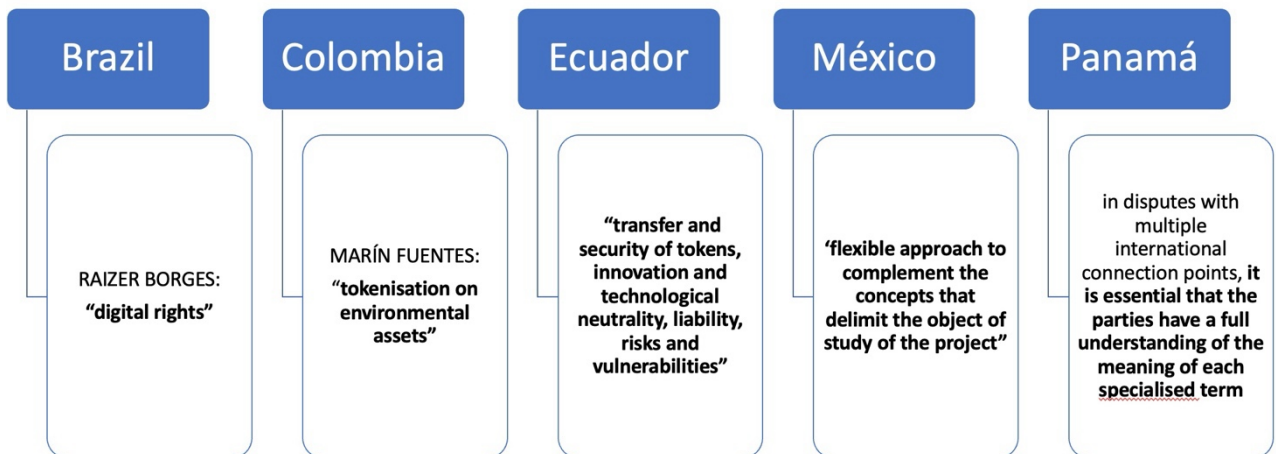 Brazil
RAIZER BORGES:
“digital rights”
Colombia
MARÍN FUENTES:
“tokenisation on
environmental
assets”
Ecuador
“transfer and
security of tokens,
innovation and
technological
neutrality, liability,
risks and
vulnerabilities”
México
‘flexible approach to
complement the
concepts that
delimit the object of
study of the project”
Panamá
in disputes with
multiple
international
connection points, it
is essential that the
parties have a full
understanding of the
meaning of each
specialised term